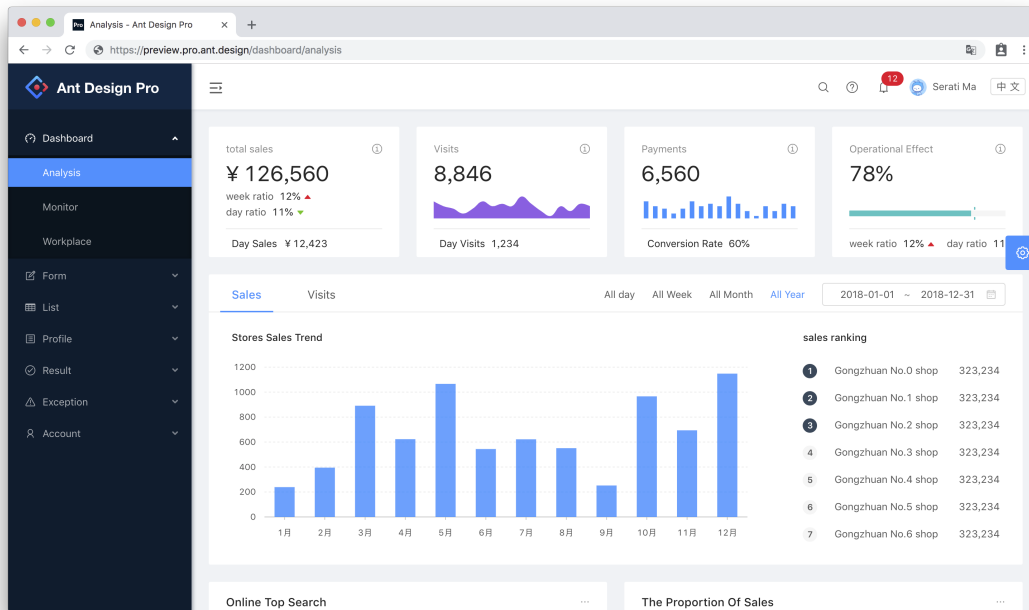 Pro Analysis - Ant Design Pro
https://preview.pro.ant.design/dashboard/analysis
Ant Design Pro
12
Serati Ma
中 文
Dashboard
Analysis
Monitor
Workplace
Form
List
Profile
Result
Exception
Account
total sales
¥ 126,560
week ratio 12%
day ratio 11%
Day Sales ¥ 12,423
Visits
8,846
Day Visits 1,234
Payments
6,560
Conversion Rate 60%
Operational Effect
78%
week ratio 12% day ratio 11
Sales Visits
All day All Week All Month All Year 2018-01-01 ~ 2018-12-31
Stores Sales Trend
1200
1000
800
600
400
200
0
1月 2月 3月 4月 5月 6月 7月 8月 9月 10月 11月 12月
sales ranking
1 Gongzhuan No.0 shop 323,234
2 Gongzhuan No.1 shop 323,234
3 Gongzhuan No.2 shop 323,234
4 Gongzhuan No.3 shop 323,234
5 Gongzhuan No.4 shop 323,234
6 Gongzhuan No.5 shop 323,234
7 Gongzhuan No.6 shop 323,234
Online Top Search ...
The Proportion Of Sales ...